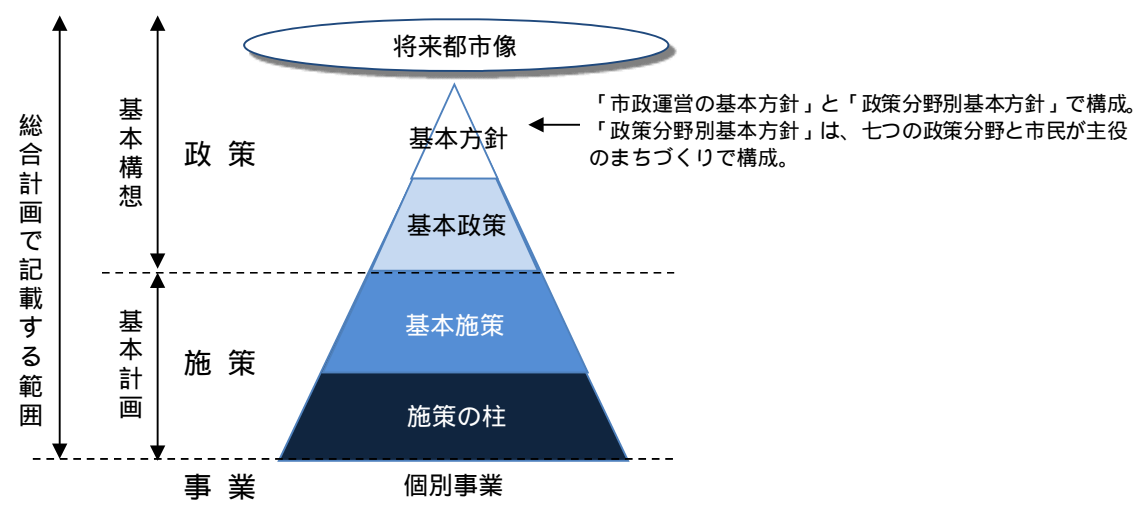 将来都市像
総合計画で記載する範囲
基本構想
政 策
基本方針
「市政運営の基本方針」と「政策分野別基本方針」で構成。
「政策分野別基本方針」は、七つの政策分野と市民が主役
のまちづくりで構成。
基本政策
基本計画
施 策
基本施策
施策の柱
事 業
個別事業